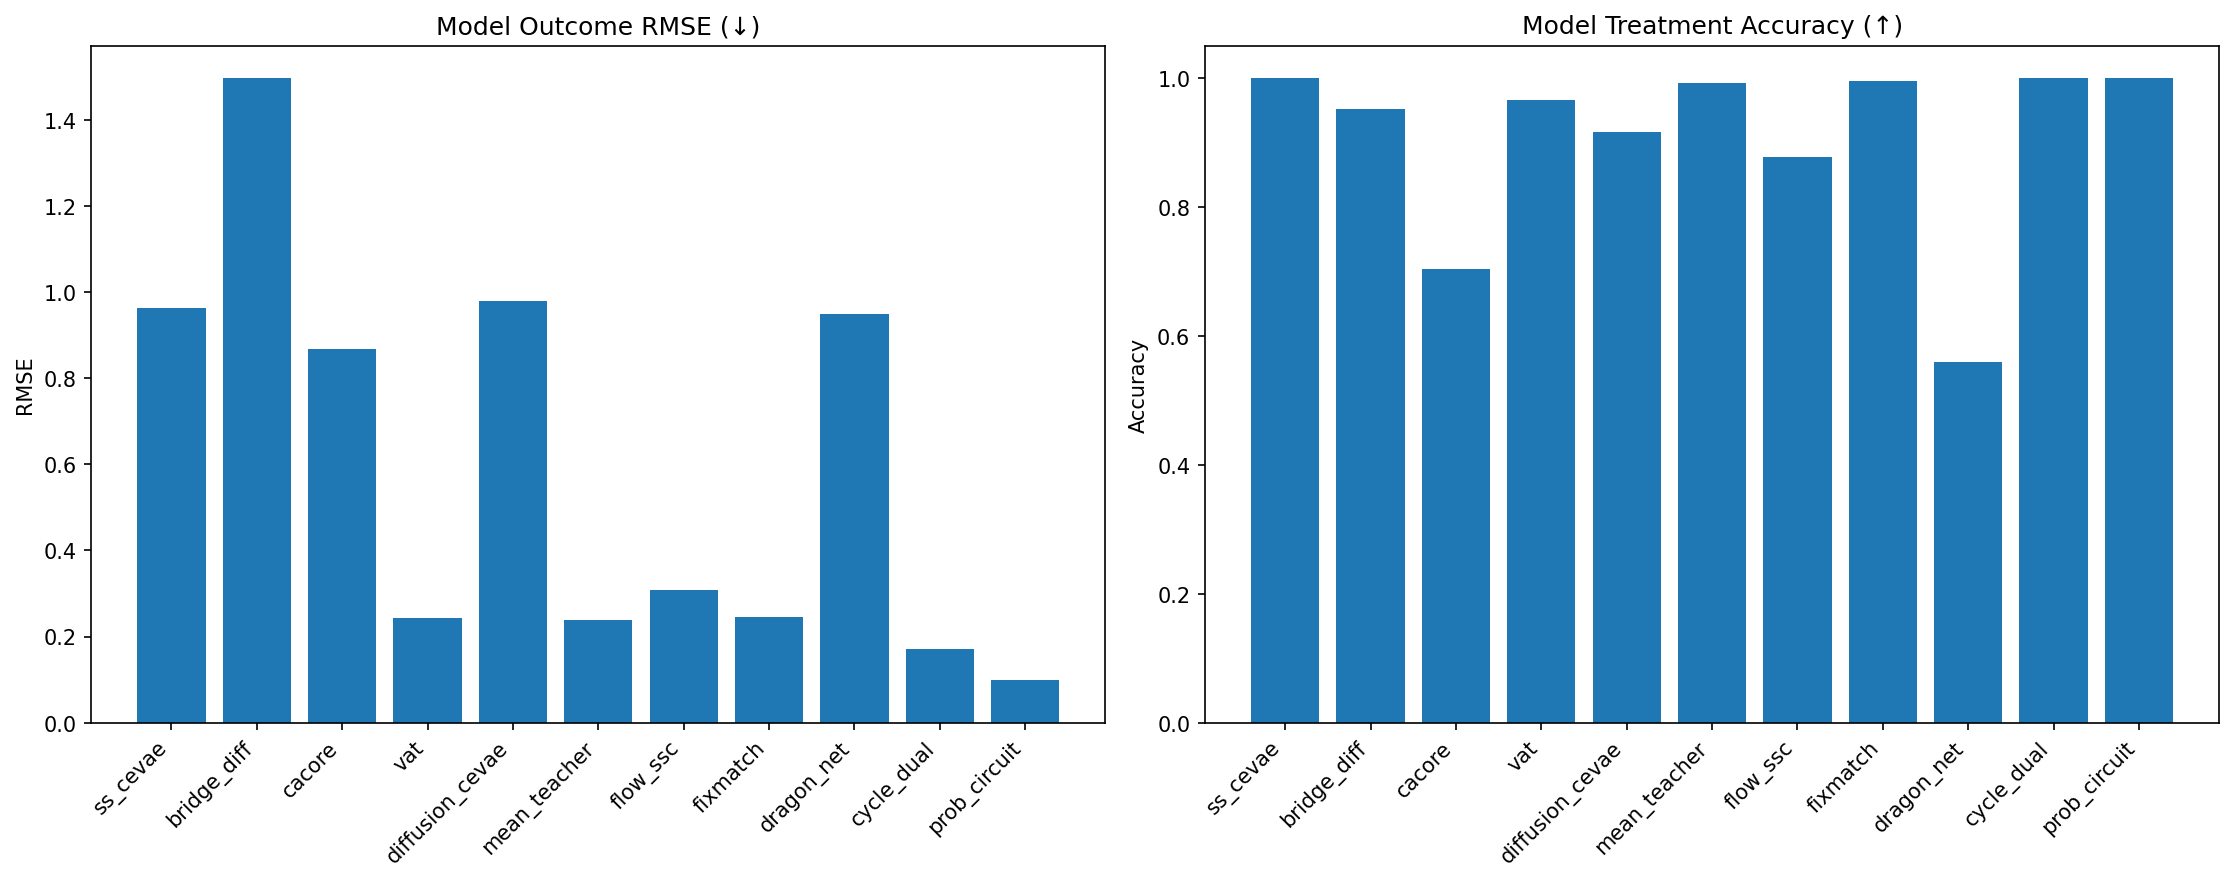 Model Outcome RMSE (↓)
RMSE
1.4
1.2
1.0
0.8
0.6
0.4
0.2
0.0
ss_cevae
bridge_diff
cacore
vat
diffusion_cevae
mean_teacher
flow_ssc
fixmatch
dragon_net
cycle_dual
prob_circuit
Model Treatment Accuracy (↑)
Accuracy
1.0
0.8
0.6
0.4
0.2
0.0
ss_cevae
bridge_diff
cacore
vat
diffusion_cevae
mean_teacher
flow_ssc
fixmatch
dragon_net
cycle_dual
prob_circuit